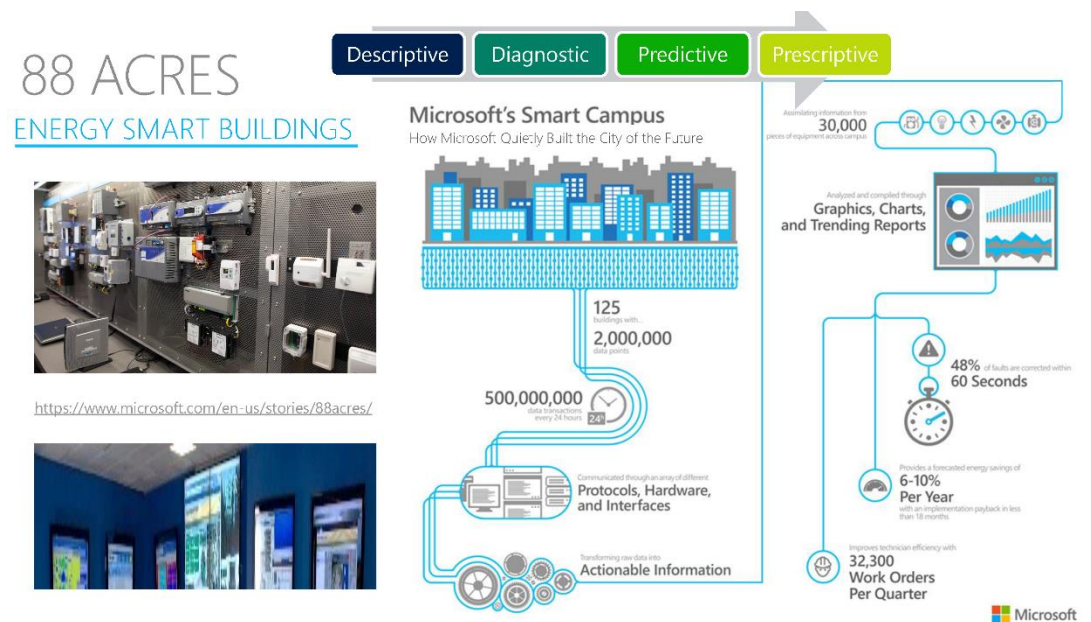 Descriptive
Diagnostic
Predictive
Prescriptive
88 ACRES
ENERGY SMART BUILDINGS
https://www.microsoft.com/en-us/stories/88acres/
Microsoft's Smart Campus
How Microsoft Quietly Built the City of the Future
125
buildings with...
2,000,000
data points
500,000,000
data transactions
every 24 hours
24h
Communicated through an array of different
Protocols, Hardware,
and Interfaces
Transforming raw data into
Actionable Information
Assimilating information from
30,000
pieces of equipment across campus
Analyzed and compiled through
Graphics, Charts,
and Trending Reports
48% of faults are corrected within
60 Seconds
Provides a forecasted energy savings of
6-10%
Per Year
with an implementation payback in less
than 18 months
Improves technician efficiency with
32,300
Work Orders
Per Quarter
Microsoft